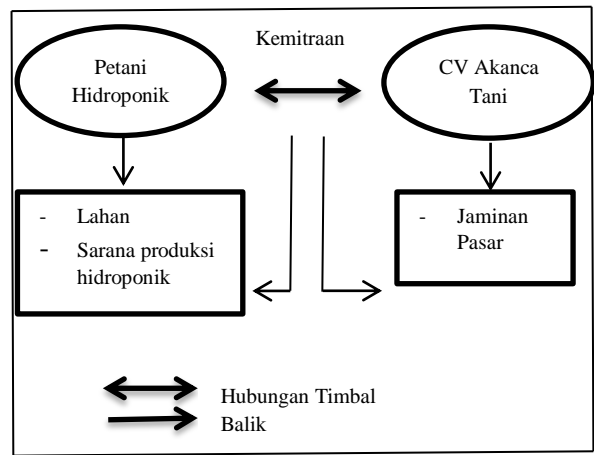 Kemitraan
Petani
Hidroponik
CV Akanca
Tani
- Lahan
- Sarana produksi
hidroponik
- Jaminan
Pasar
Hubungan Timbal
Balik